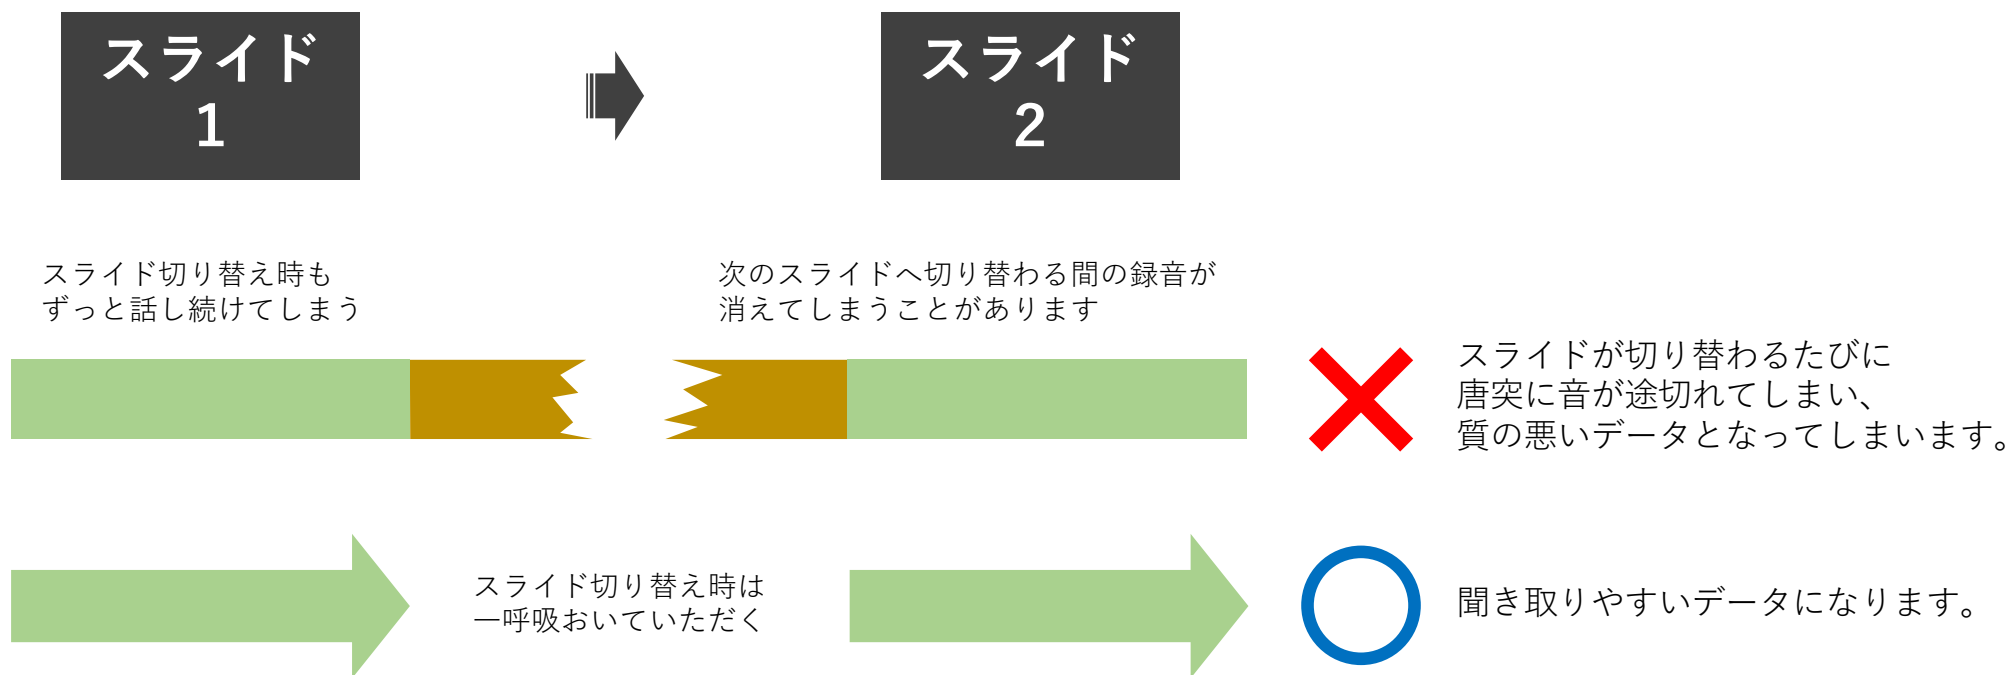 スライド
1
スライド
2
スライド切り替え時も
ずっと話し続けてしまう
次のスライドへ切り替わる間の録音が
消えてしまうことがあります
スライドが切り替わるたびに
唐突に音が途切れてしまい、
質の悪いデータとなってしまいます。
スライド切り替え時は
一呼吸おいていただく
聞き取りやすいデータになります。